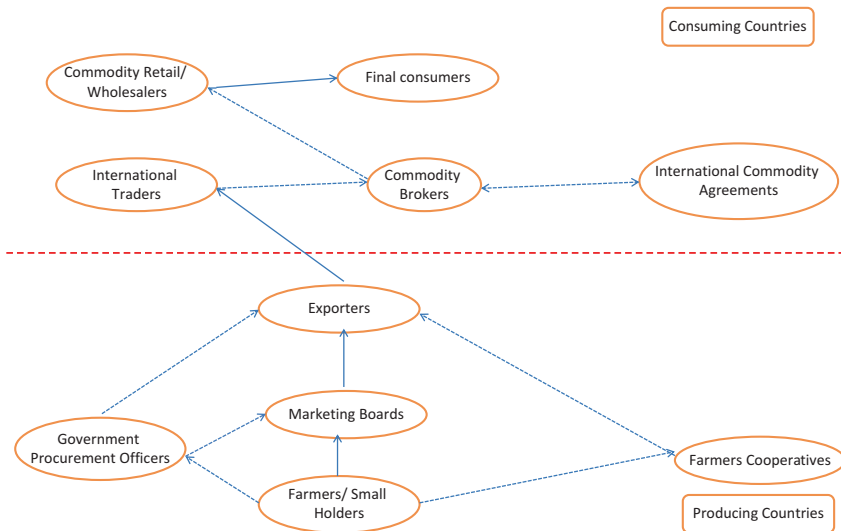 Consuming Countries
Commodity Retail/
Wholesalers
Final consumers
International
Traders
Commodity
Brokers
International Commodity
Agreements
Exporters
Marketing Boards
Government
Procurement Officers
Farmers Cooperatives
Farmers/ Small
Holders
Producing Countries